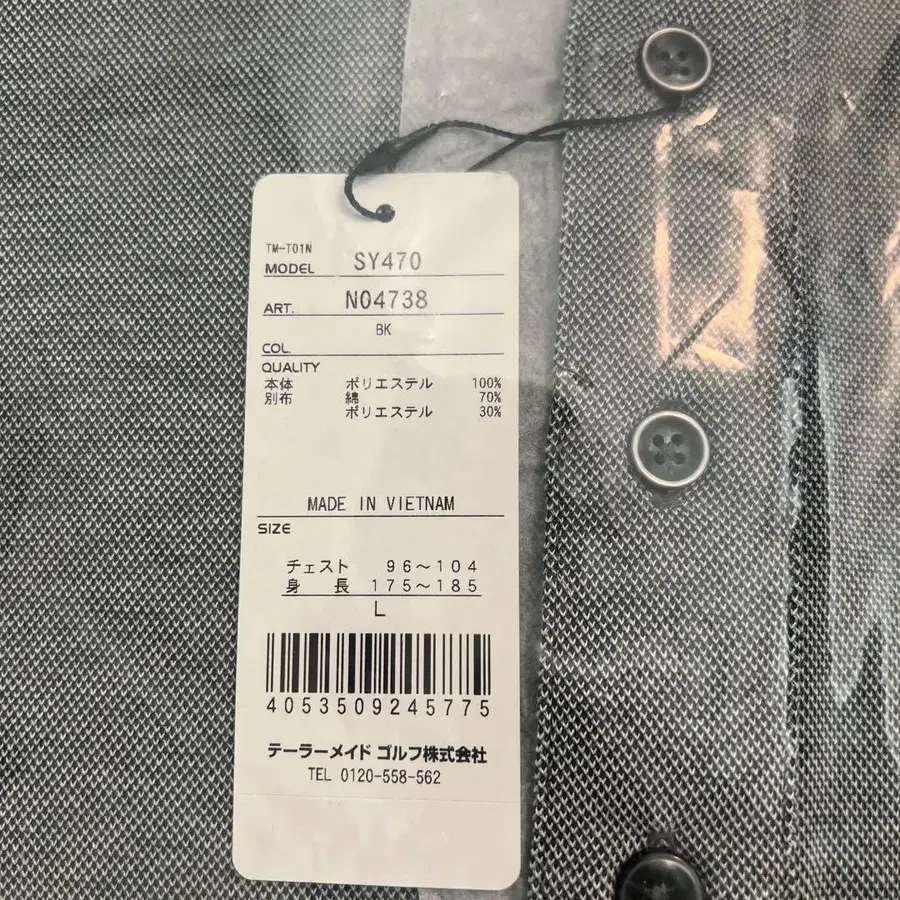 TM-T01N
MODEL SY470
ART. N04738
BK
COL.
QUALITY
本体 ポリエステル 100%
別布 綿 70%
ポリエステル 30%
MADE IN VIETNAM
SIZE
チェスト 96～104
身 長 175～185
L
4053509245775
テーラーメイド ゴルフ株式会社
TEL 0120-558-562